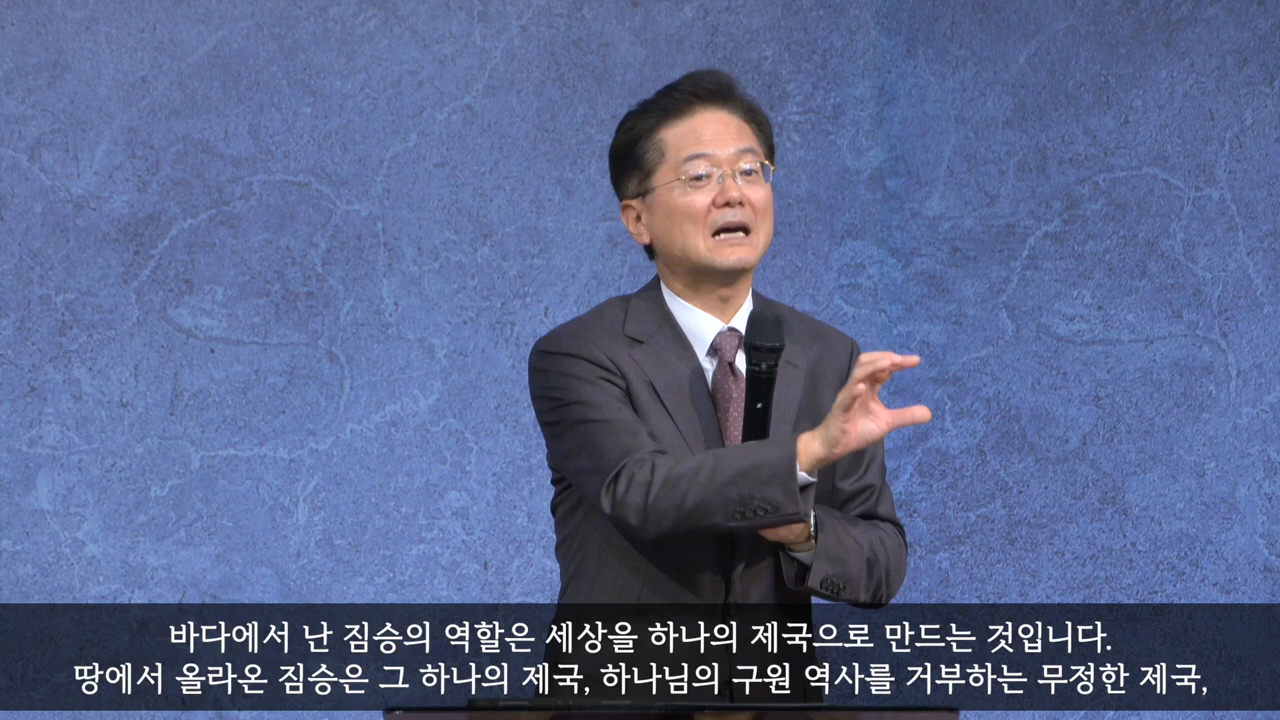 바다에서 난 짐승의 역할은 세상을 하나의 제국으로 만드는 것입니다.
땅에서 올라온 짐승은 그 하나의 제국, 하나님의 구원 역사를 거부하는 무정한 제국,